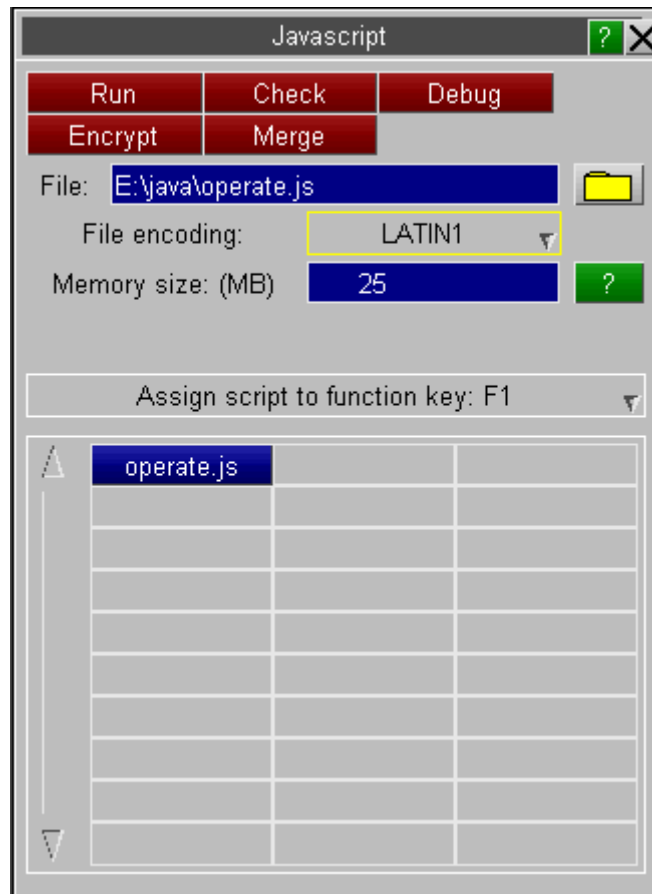 Javascript ? X
Run Check Debug
Encrypt Merge
File: E:\java\operate.js
File encoding: LATIN1
Memory size: (MB) 25 ?
Assign script to function key: F1
operate.js